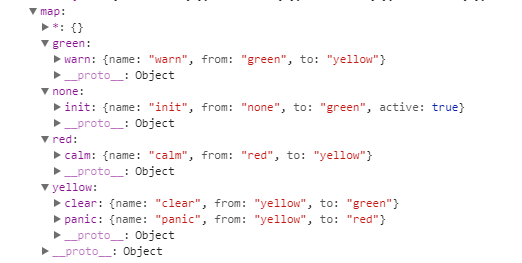 ▼map:
▶*: {}
▼green:
▶warn: {name: "warn", from: "green", to: "yellow"}
▶__proto__: Object
▼none:
▶init: {name: "init", from: "none", to: "green", active: true}
▶__proto__: Object
▼red:
▶calm: {name: "calm", from: "red", to: "yellow"}
▶__proto__: Object
▼yellow:
▶clear: {name: "clear", from: "yellow", to: "green"}
▶panic: {name: "panic", from: "yellow", to: "red"}
▶__proto__: Object
▶__proto__: Object